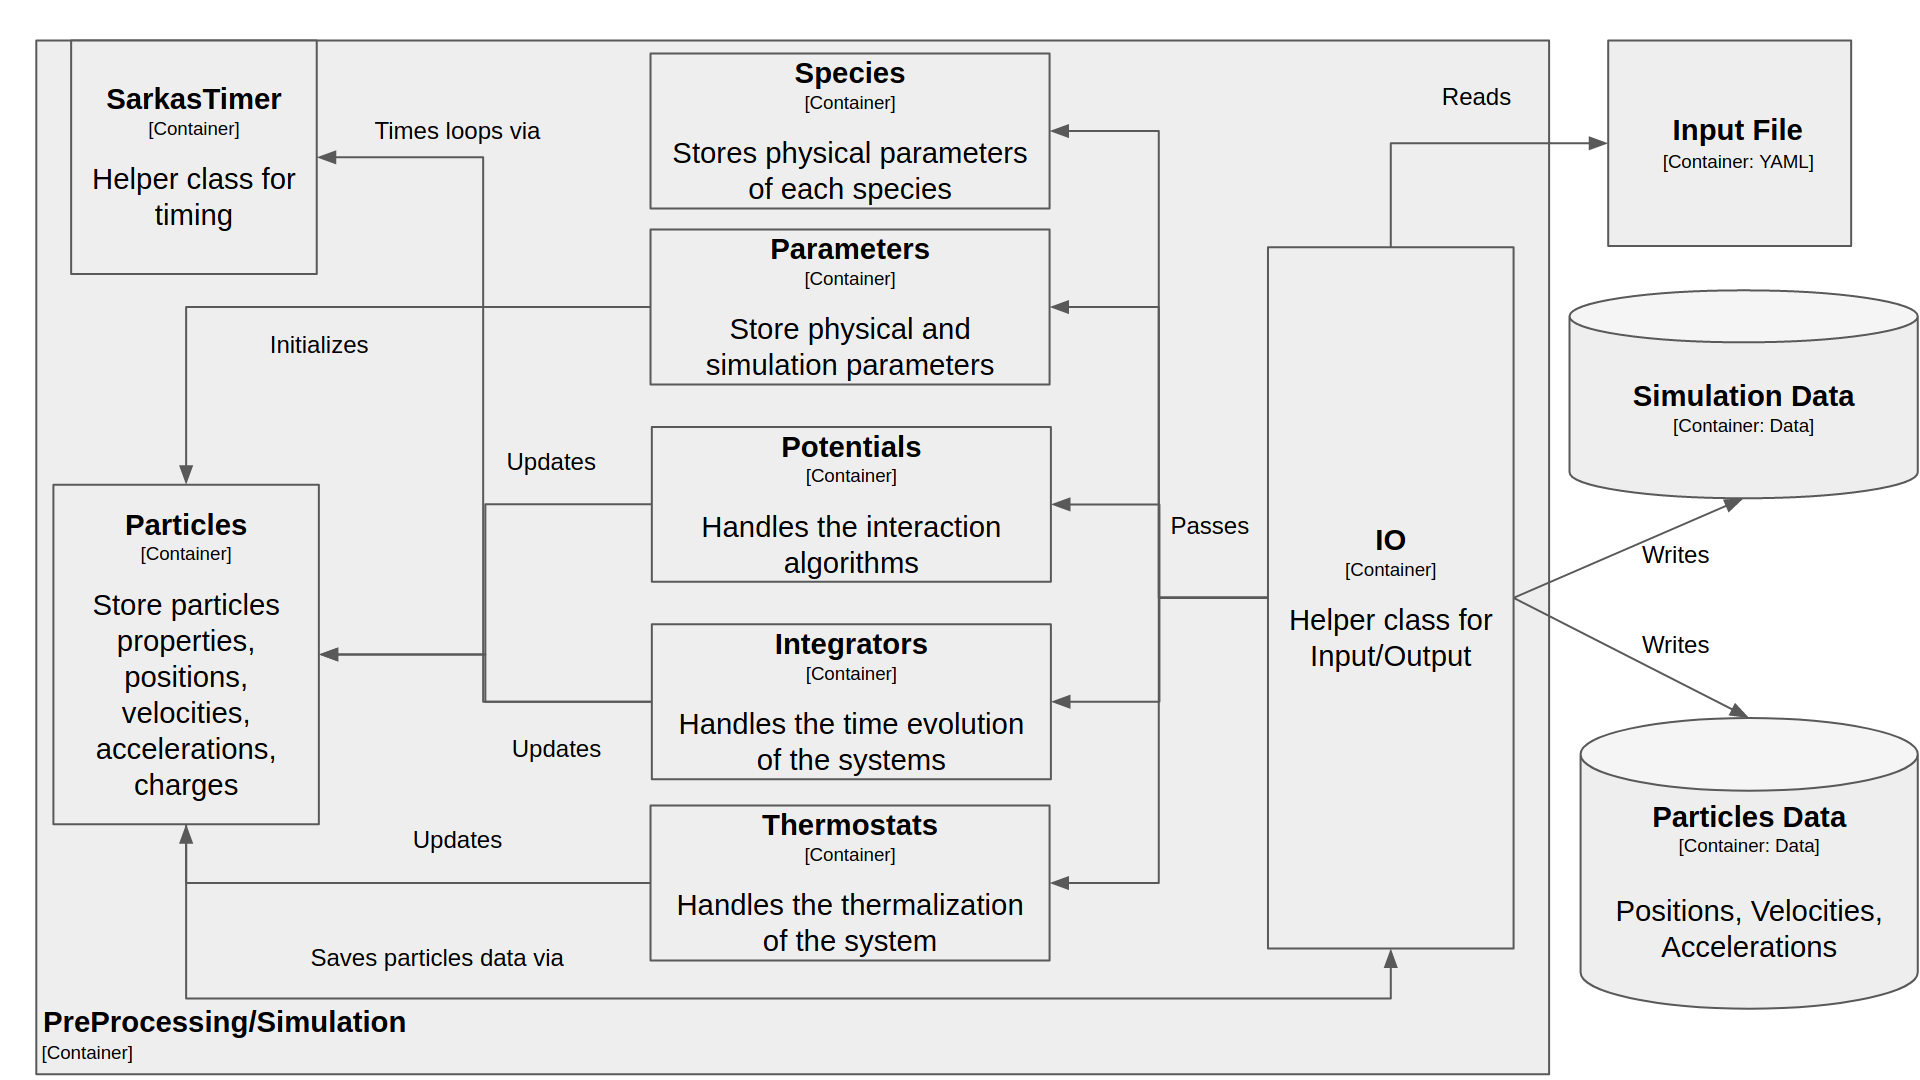 SarkasTimer
[Container]
Helper class for
timing
Times loops via
Species
[Container]
Stores physical parameters
of each species
Reads
Input File
[Container: YAML]
Parameters
[Container]
Store physical and
simulation parameters
Initializes
Simulation Data
[Container: Data]
Potentials
[Container]
Handles the interaction
algorithms
Updates
Passes
Particles
[Container]
Store particles
properties,
positions,
velocities,
accelerations,
charges
IO
[Container]
Helper class for
Input/Output
Writes
Writes
Integrators
[Container]
Handles the time evolution
of the systems
Updates
Thermostats
[Container]
Handles the thermalization
of the system
Updates
Particles Data
[Container: Data]
Positions, Velocities,
Accelerations
Saves particles data via
PreProcessing/Simulation
[Container]